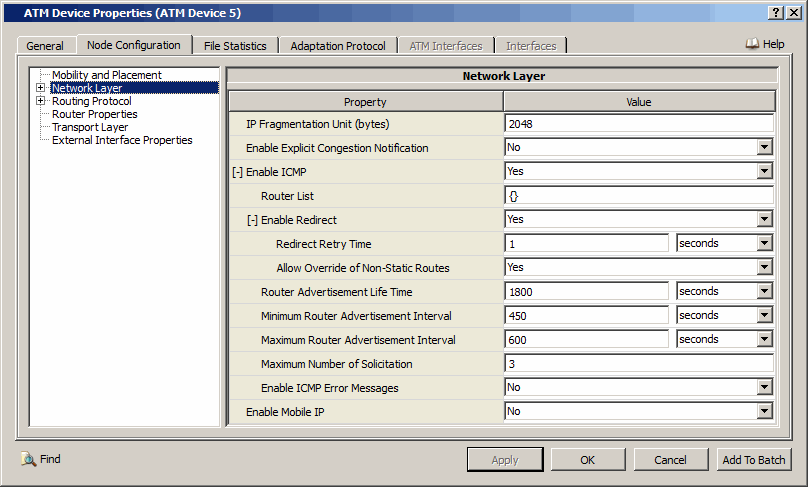 ATM Device Properties (ATM Device 5)
General Node Configuration File Statistics Adaptation Protocol ATM Interfaces Interfaces Help
Mobility and Placement
Network Layer
Routing Protocol
Router Properties
Transport Layer
External Interface Properties
Network Layer
Property Value
IP Fragmentation Unit (bytes) 2048
Enable Explicit Congestion Notification No
[-] Enable ICMP Yes
Router List {}
[-] Enable Redirect Yes
Redirect Retry Time 1 seconds
Allow Override of Non-Static Routes Yes
Router Advertisement Life Time 1800 seconds
Minimum Router Advertisement Interval 450 seconds
Maximum Router Advertisement Interval 600 seconds
Maximum Number of Solicitation 3
Enable ICMP Error Messages No
Enable Mobile IP No
Find Apply OK Cancel Add To Batch